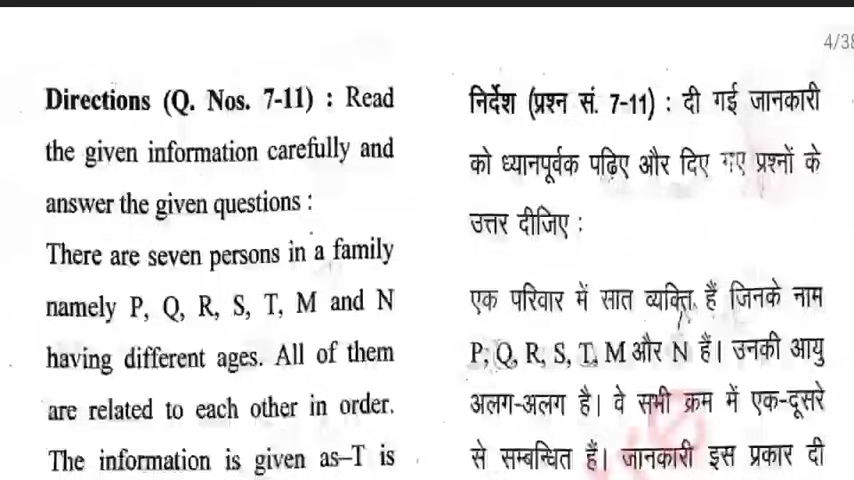 4/38
Directions (Q. Nos. 7-11) : Read
the given information carefully and
answer the given questions :
There are seven persons in a family
namely P, Q, R, S, T, M and N
having different ages. All of them
are related to each other in order.
The information is given as–T is
निर्देश (प्रश्न सं. 7-11) : दी गई जानकारी
को ध्यानपूर्वक पढ़िए और दिए गए प्रश्नों के
उत्तर दीजिए :
एक परिवार में सात व्यक्ति हैं जिनके नाम
P, Q, R, S, T, M और N हैं। उनकी आयु
अलग-अलग है। वे सभी क्रम में एक-दूसरे
से सम्बन्धित हैं। जानकारी इस प्रकार दी